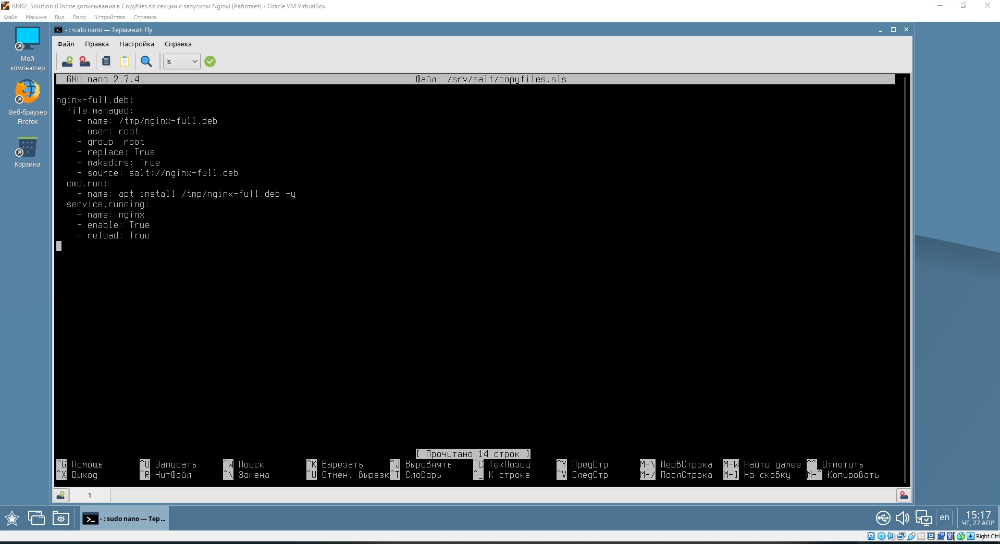 BM02_Solution (После дописывания в Copyfiles.sls секции с запуском Nginx) [Работает] - Oracle VM VirtualBox
Файл Машина Вид Ввод Устройства Справка
- : sudo nano — Терминал Fly
Файл Правка Настройка Справка
ls
Мой компьютер
Веб-браузер Firefox
Корзина
GNU nano 2.7.4 Файл: /srv/salt/copyfiles.sls
nginx-full.deb:
  file.managed:
    - name: /tmp/nginx-full.deb
    - user: root
    - group: root
    - replace: True
    - makedirs: True
    - source: salt://nginx-full.deb
  cmd.run:
    - name: apt install /tmp/nginx-full.deb -y
  service.running:
    - name: nginx
    - enable: True
    - reload: True
[ Прочитано 14 строк ]
^G Помощь ^O Записать ^W Поиск ^K Вырезать ^J Выровнять ^C ТекПозиц ^Y ПредСтр M-\ ПервСтрока M-W Найти далее ^^ Отметить
^X Выход ^R ЧитФайл ^\ Замена ^U Отмен. Вырезк ^T Словарь ^_ К строке ^V СледСтр M-/ ПослСтрока M-] На скобку M-^ Копировать
1
- : sudo nano — Тер...
en
15:17
ЧТ, 27 АПР
Right Ctrl